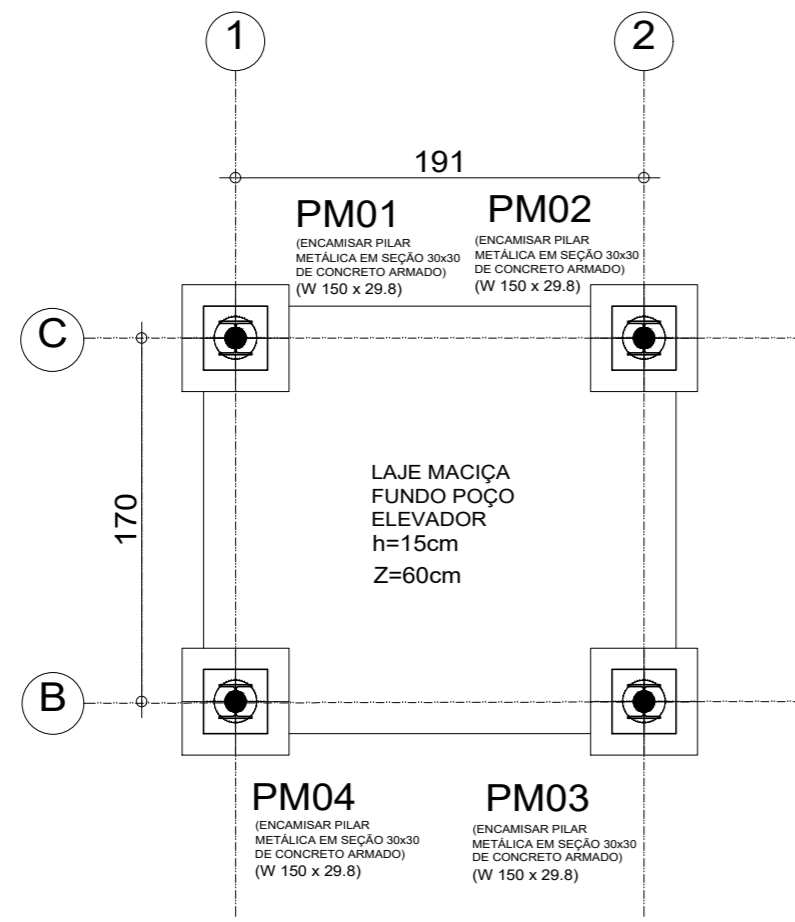 1
2
191
PM01
(ENCAMISAR PILAR
METÁLICA EM SEÇÃO 30x30
DE CONCRETO ARMADO)
(W 150 x 29.8)
PM02
(ENCAMISAR PILAR
METÁLICA EM SEÇÃO 30x30
DE CONCRETO ARMADO)
(W 150 x 29.8)
C
170
LAJE MACIÇA
FUNDO POÇO
ELEVADOR
h=15cm
Z=60cm
B
PM04
(ENCAMISAR PILAR
METÁLICA EM SEÇÃO 30x30
DE CONCRETO ARMADO)
(W 150 x 29.8)
PM03
(ENCAMISAR PILAR
METÁLICA EM SEÇÃO 30x30
DE CONCRETO ARMADO)
(W 150 x 29.8)